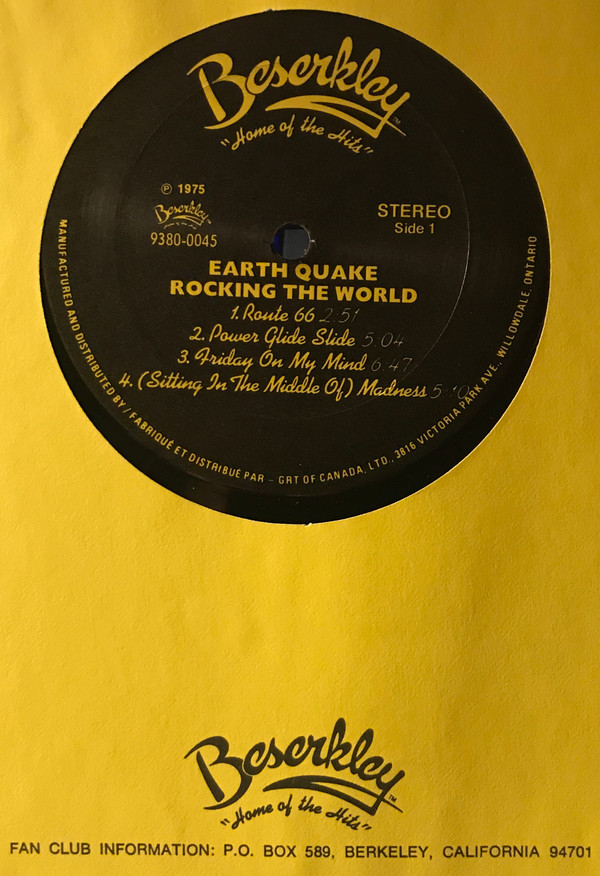 Beserkley™
"Home of the Hits"
℗ 1975
Beserkley
9380-0045
STEREO
Side 1
EARTH QUAKE
ROCKING THE WORLD
1. Route 66 2:51
2. Power Glide Slide 5:04
3. Friday On My Mind 6:47
4. (Sitting In The Middle Of) Madness
MANUFACTURED AND DISTRIBUTED BY / FABRIQUÉ ET DISTRIBUÉ PAR - GRT OF CANADA, LTD., 3816 VICTORIA PARK AVE. WILLOWDALE, ONTARIO
Beserkley™
"Home of the Hits"
FAN CLUB INFORMATION: P.O. BOX 589, BERKELEY, CALIFORNIA 94701